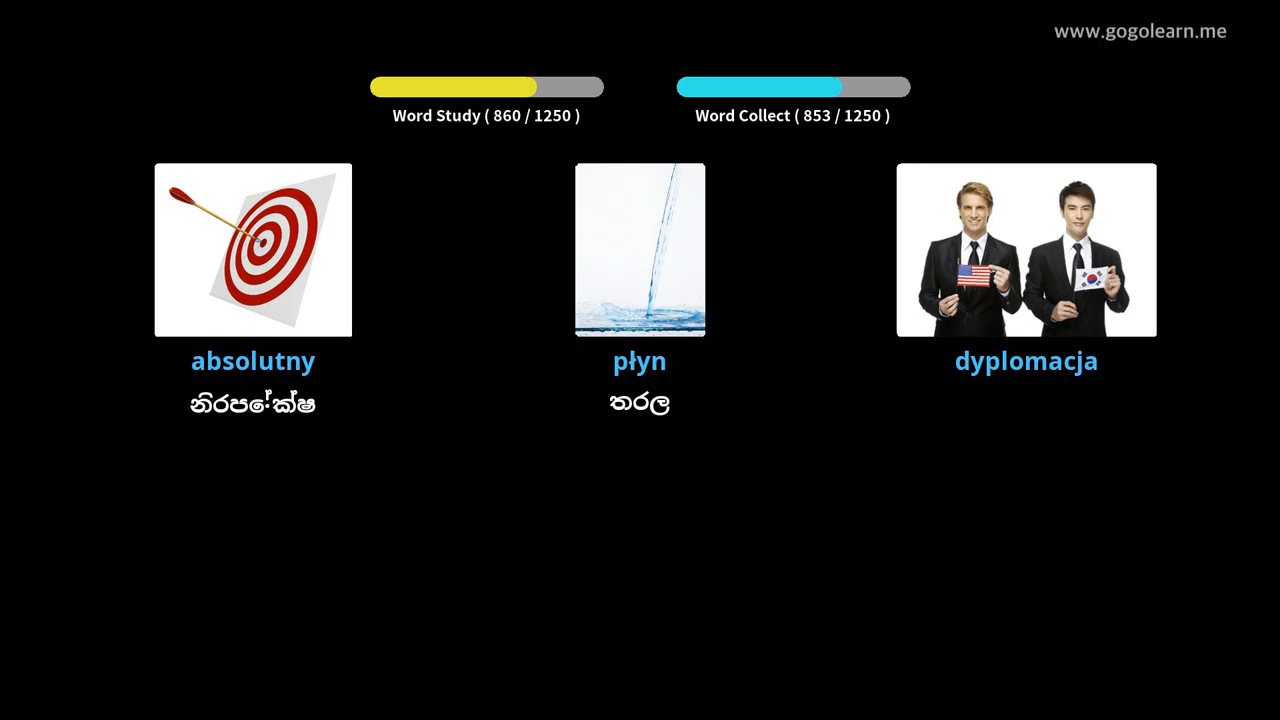 www.gogolearn.me
Word Study ( 860 / 1250 )
Word Collect ( 853 / 1250 )
absolutny
płyn
dyplomacja
නිරපේක්ෂ
තරල